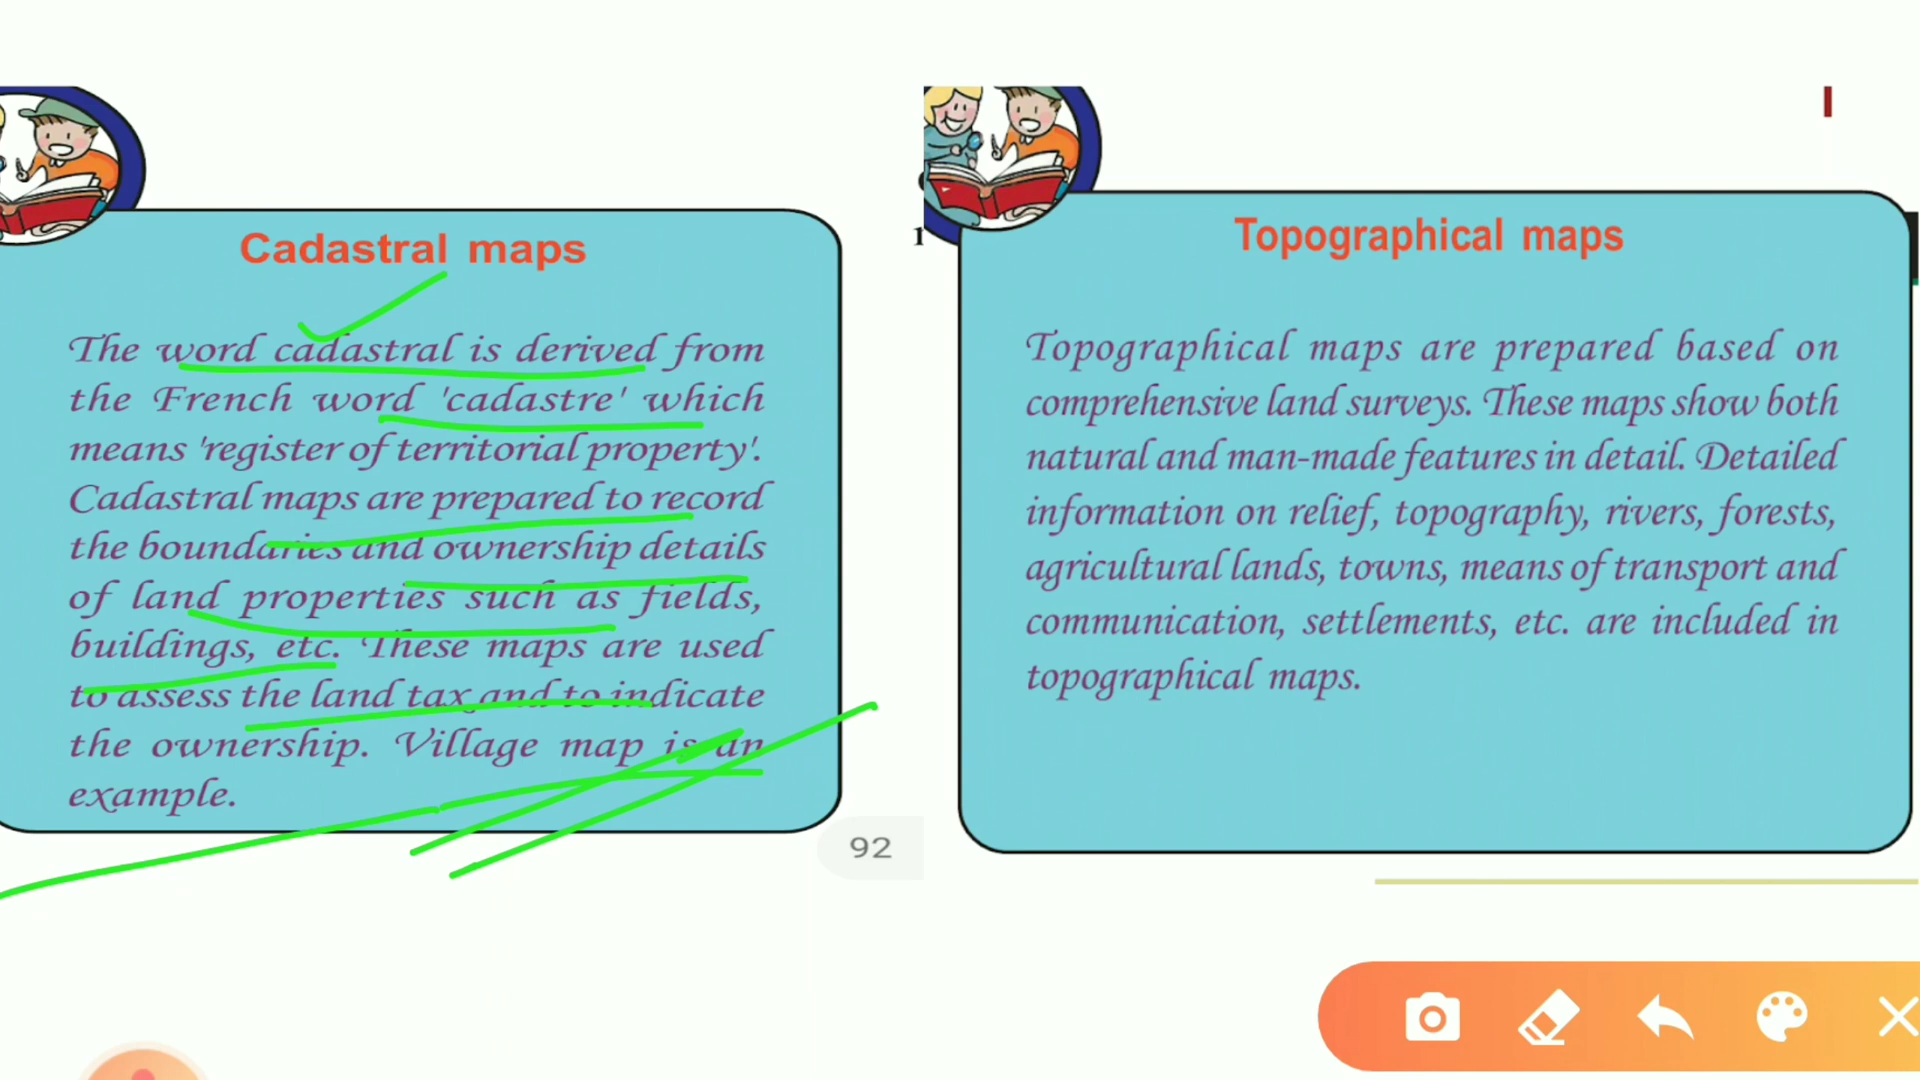 Cadastral maps
The word cadastral is derived from
the French word 'cadastre' which
means 'register of territorial property'.
Cadastral maps are prepared to record
the boundaries and ownership details
of land properties such as fields,
buildings, etc. These maps are used
to assess the land tax and to indicate
the ownership. Village map is an
example.
92
Topographical maps
Topographical maps are prepared based on
comprehensive land surveys. These maps show both
natural and man-made features in detail. Detailed
information on relief, topography, rivers, forests,
agricultural lands, towns, means of transport and
communication, settlements, etc. are included in
topographical maps.